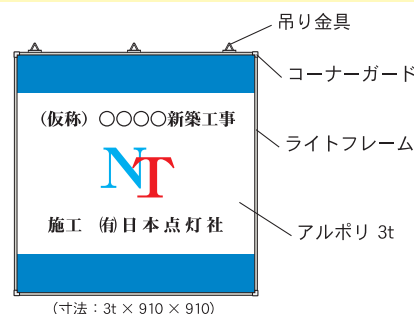 吊り金具
コーナーガード
(仮称) ○○○○新築工事
ライトフレーム
NT
施工 ㈲日本点灯社
アルポリ 3t
(寸法:3t × 910 × 910)